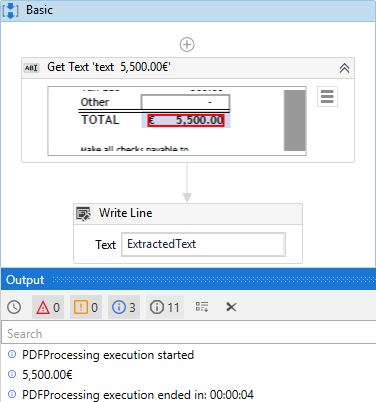 Basic
ABI Get Text 'text 5,500.00€'
Other -
TOTAL € 5,500.00
Make all checks payable to
Write Line
Text ExtractedText
Output
0 0 3 11
Search
PDFProcessing execution started
5,500.00€
PDFProcessing execution ended in: 00:00:04